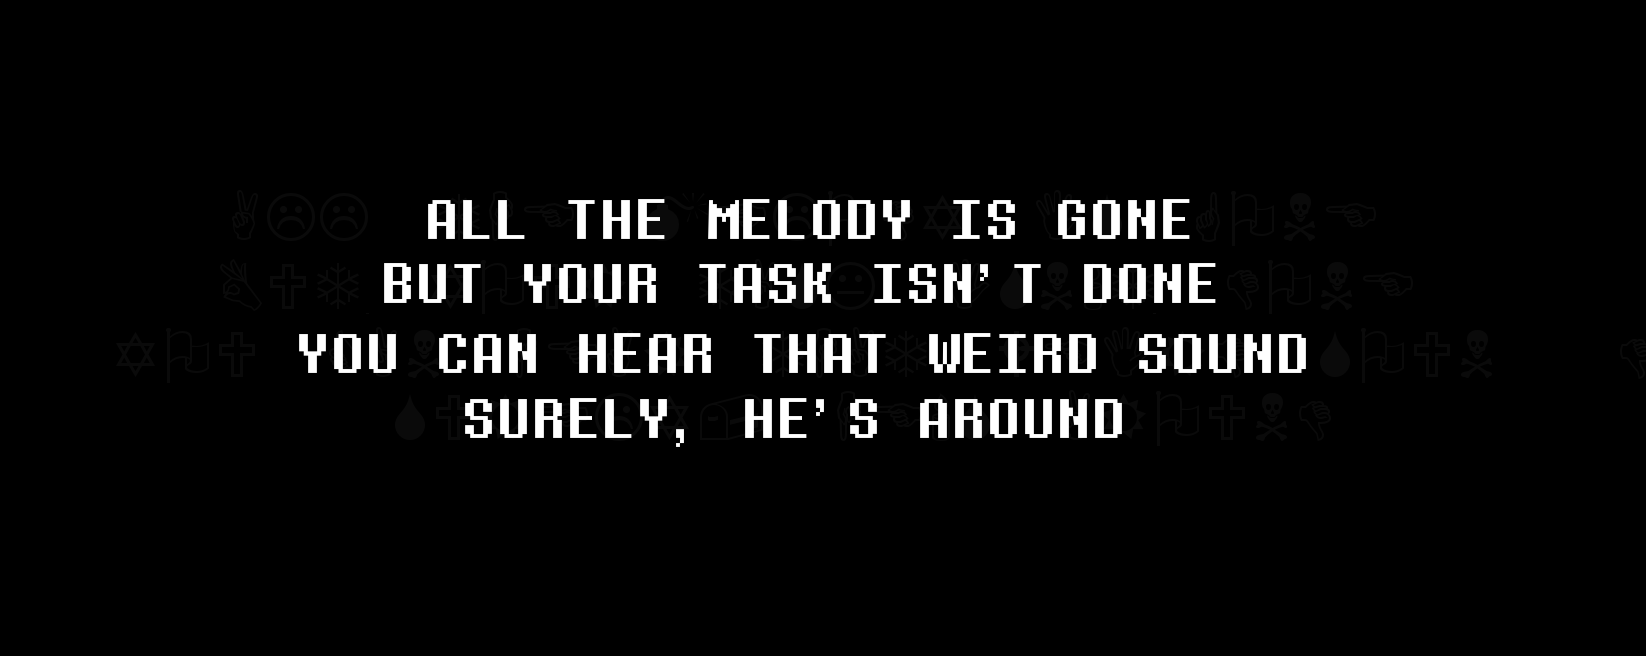 ALL THE MELODY IS GONE
BUT YOUR TASK ISN'T DONE
YOU CAN HEAR THAT WEIRD SOUND
SURELY, HE'S AROUND